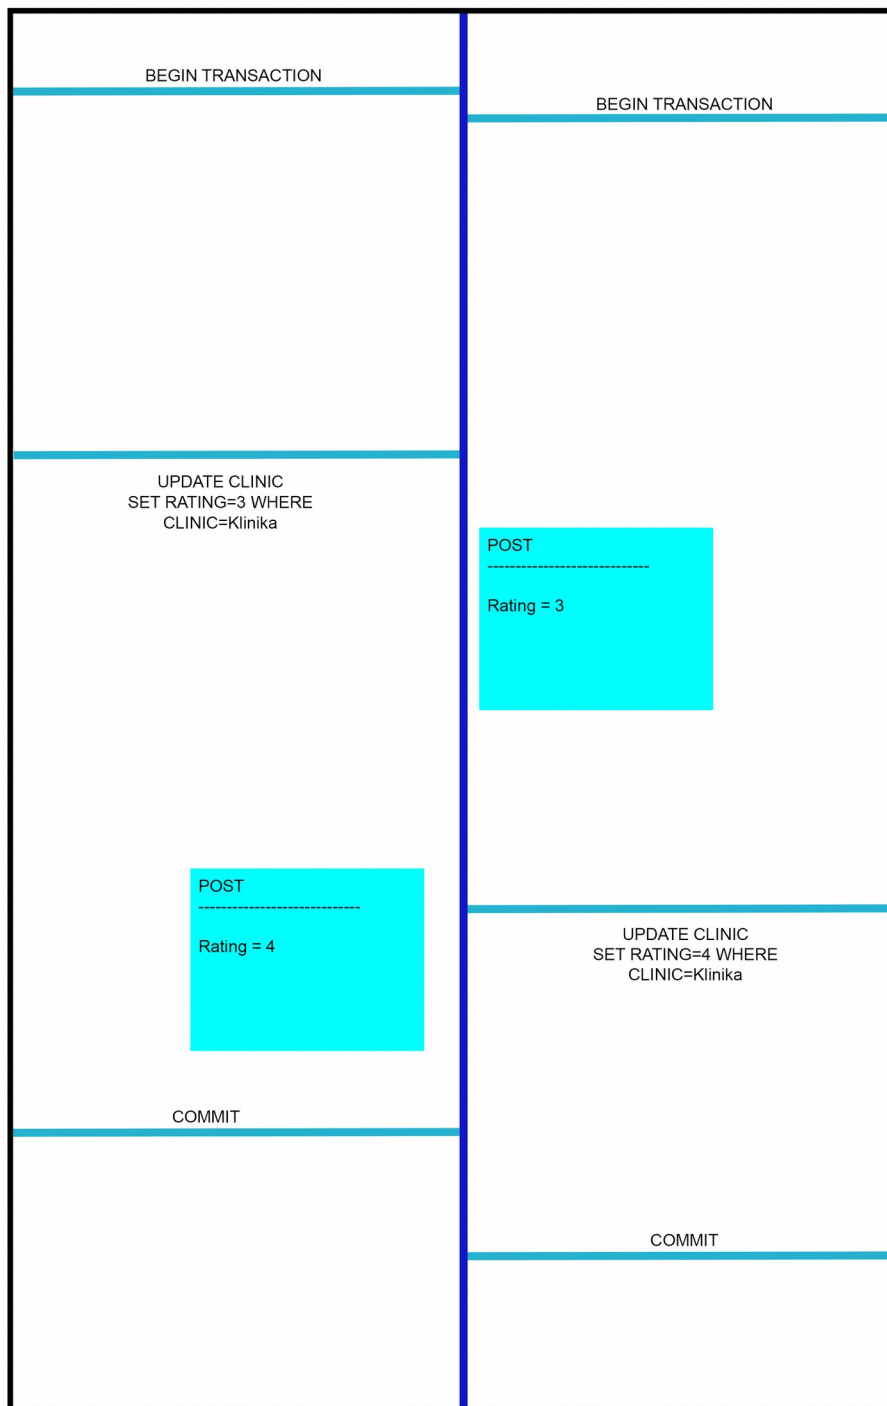 BEGIN TRANSACTION
BEGIN TRANSACTION
UPDATE CLINIC
SET RATING=3 WHERE
CLINIC=Klinika
POST
-----------------------------
Rating = 3
POST
-----------------------------
Rating = 4
UPDATE CLINIC
SET RATING=4 WHERE
CLINIC=Klinika
COMMIT
COMMIT